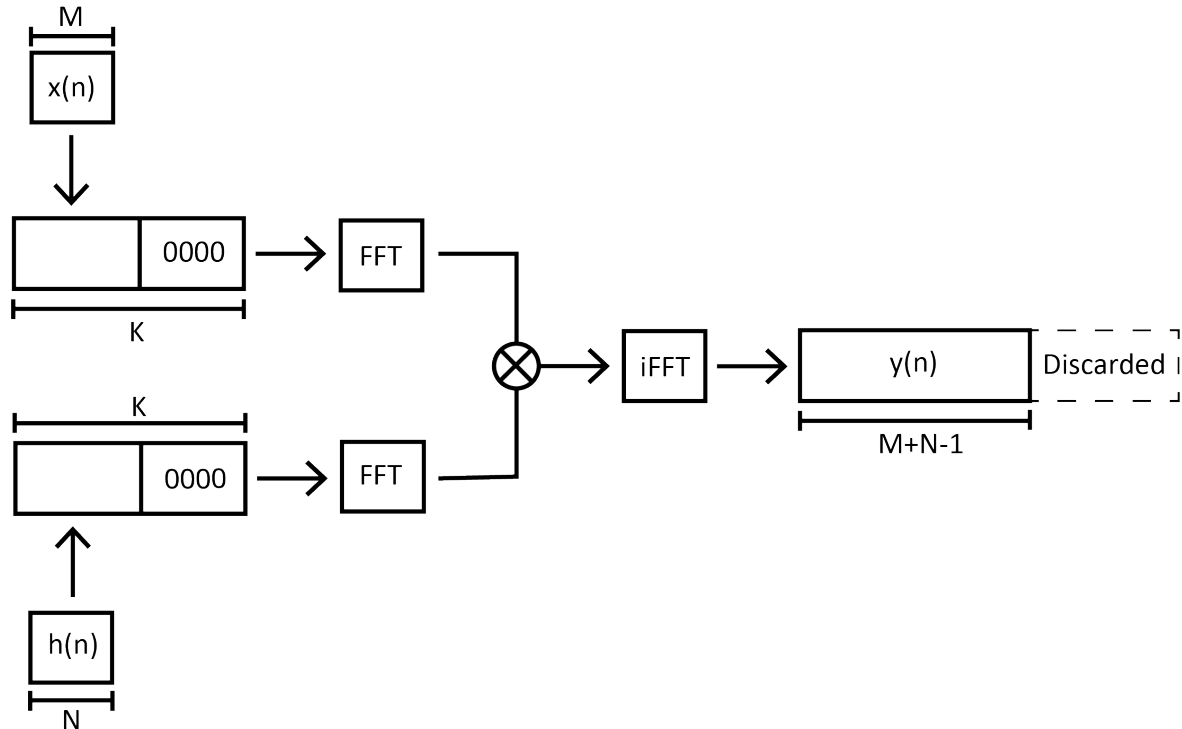 M
x(n)
0000
FFT
K
iFFT
y(n)
Discarded
M+N-1
K
0000
FFT
h(n)
N